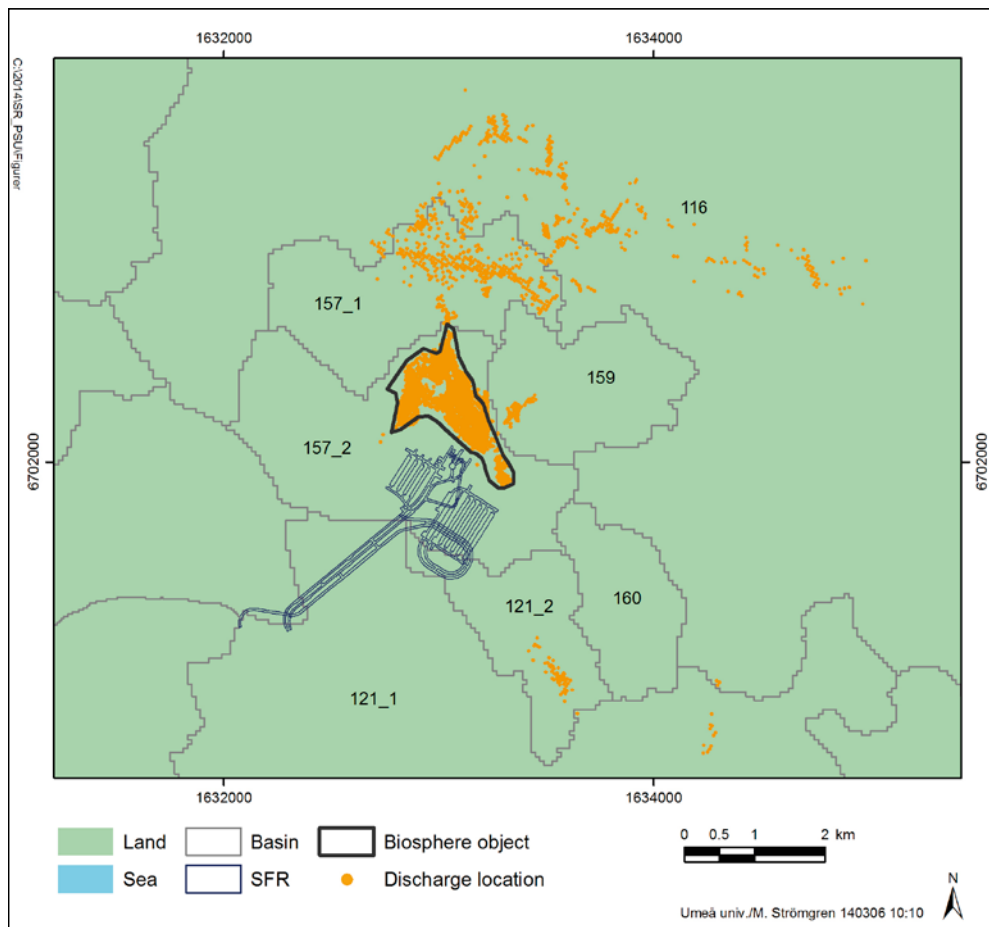 1632000 1634000
C:\2014\SR_PSU\Figurer
116
157_1
159
157_2
6702000 6702000
121_2 160
121_1
1632000 1634000
Land Basin Biosphere object
Sea SFR Discharge location
0 0.5 1 2 km
N
Umeå univ./M. Strömgren 140306 10:10